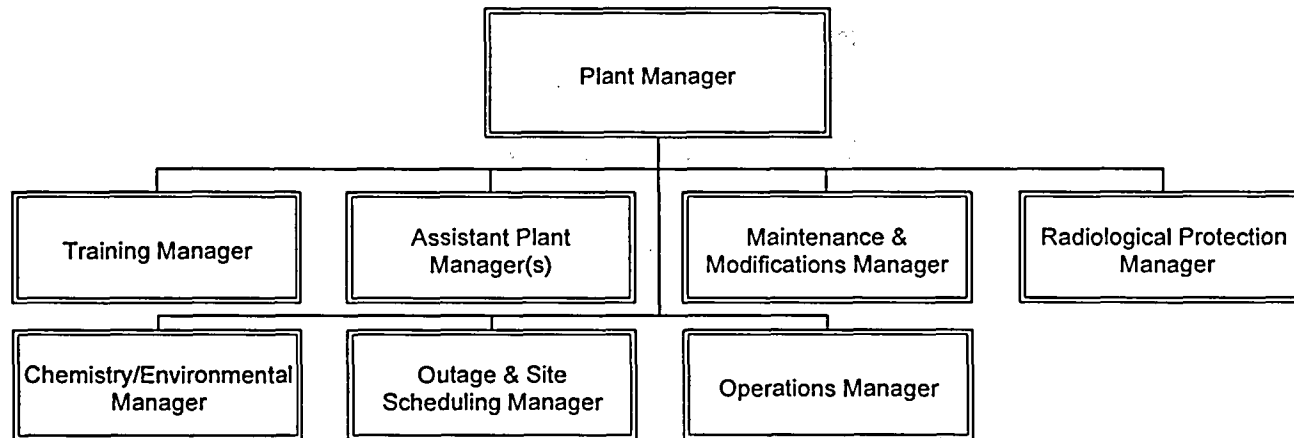 Plant Manager
Training Manager
Assistant Plant
Manager(s)
Maintenance &
Modifications Manager
Radiological Protection
Manager
Chemistry/Environmental
Manager
Outage & Site
Scheduling Manager
Operations Manager